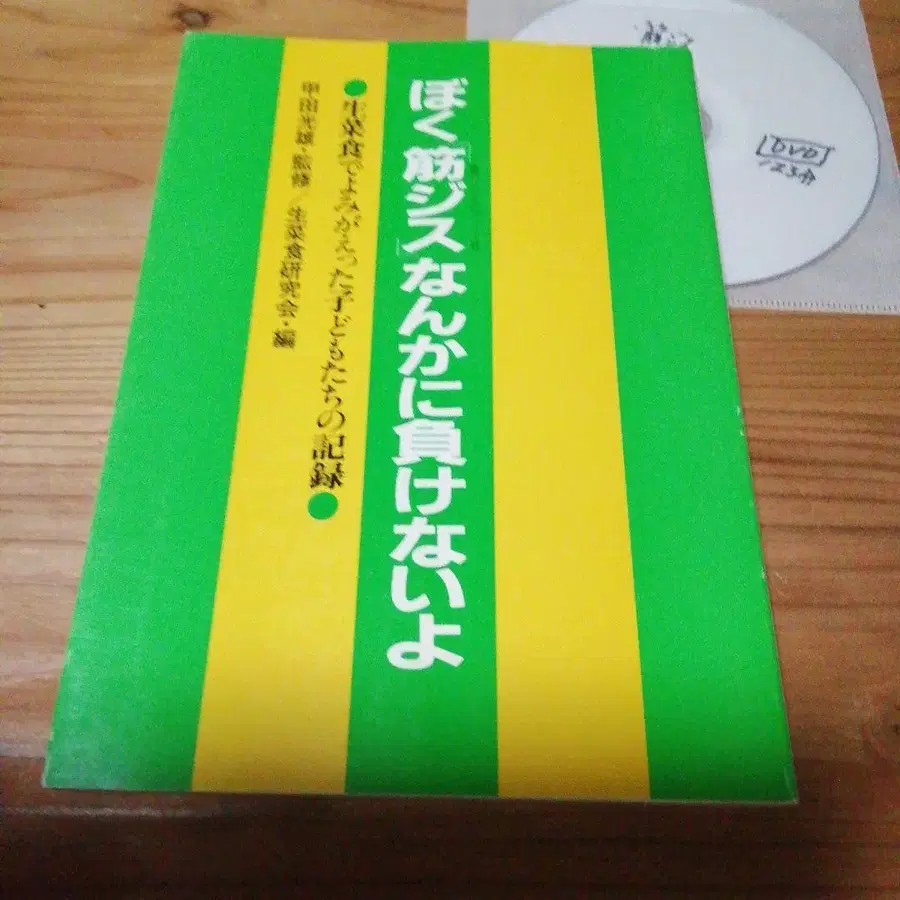 ぼく「筋ジス」なんかに負けないよ
●生菜食でよみがえった子どもたちの記録●
甲田光雄・監修／生菜食研究会・編
DVD
123分